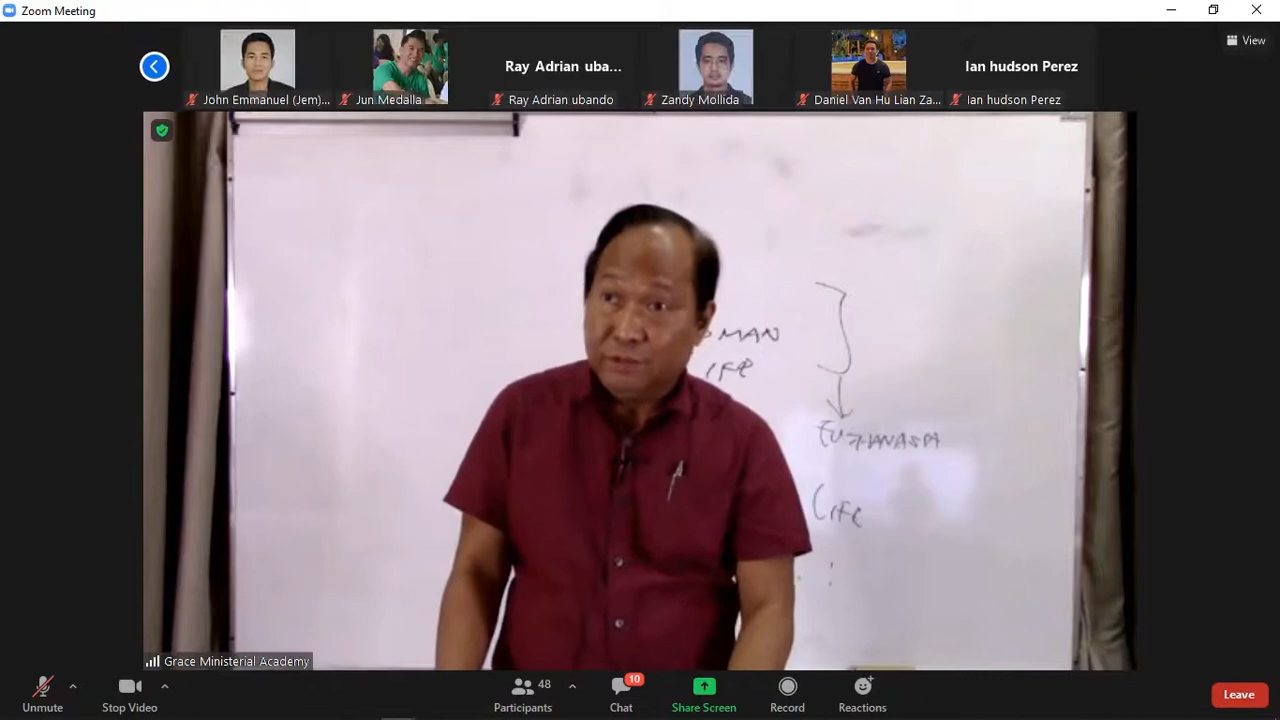 Zoom Meeting
View
Ray Adrian uba...
Ian hudson Perez
John Emmanuel (Jem)...
Jun Medalla
Ray Adrian ubando
Zandy Mollida
Daniel Van Hu Lian Za...
Ian hudson Perez
MAN
IFE
LIFE
Grace Ministerial Academy
Unmute
Stop Video
48
Participants
10
Chat
Share Screen
Record
Reactions
Leave